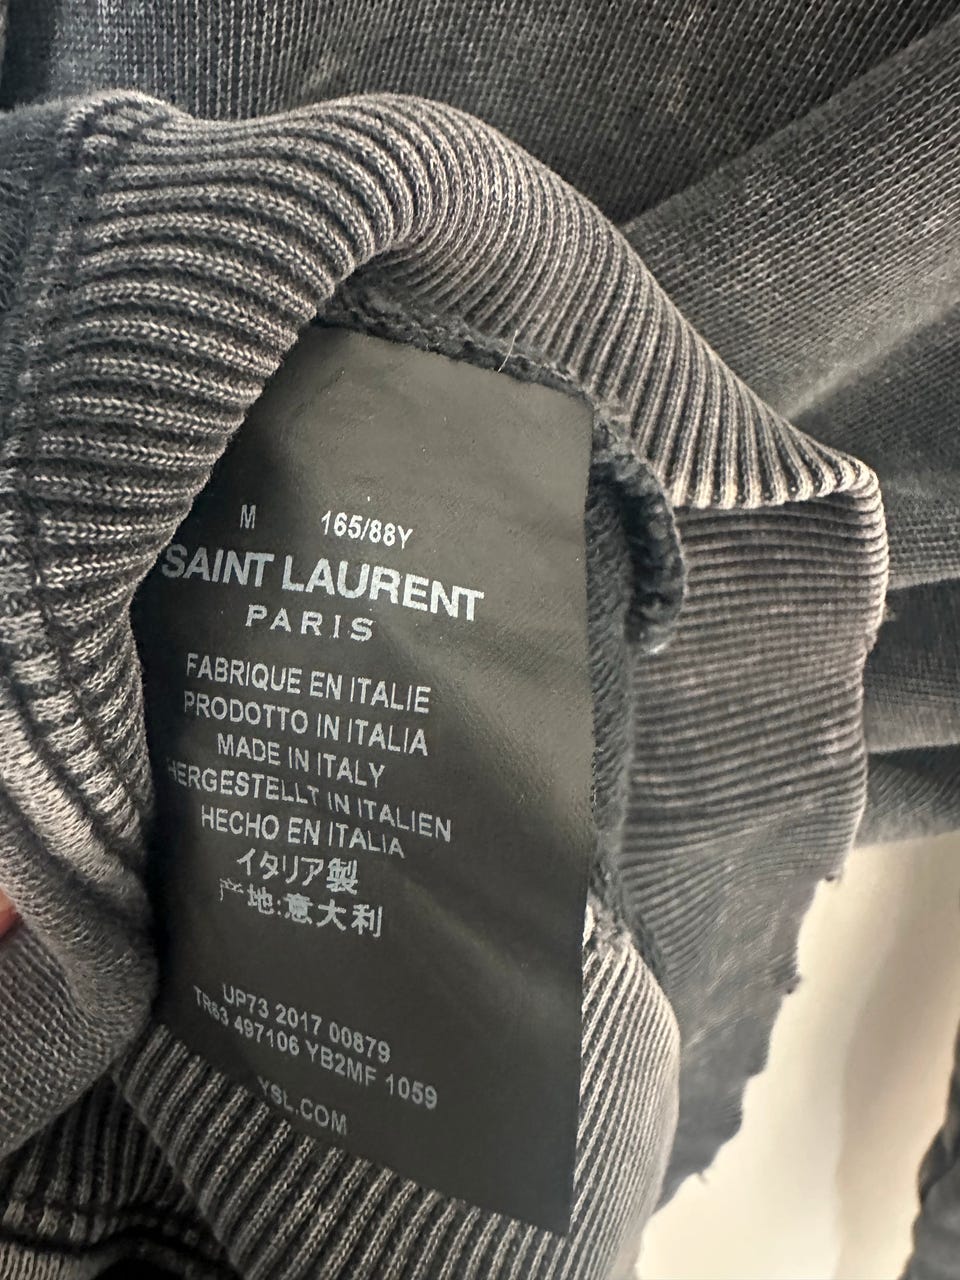 M 165/88Y
SAINT LAURENT
PARIS
FABRIQUE EN ITALIE
PRODOTTO IN ITALIA
MADE IN ITALY
HERGESTELLT IN ITALIEN
HECHO EN ITALIA
イタリア製
产地:意大利
UP73 2017 00879
TR63 497106 YB2MF 1059
YSL.COM